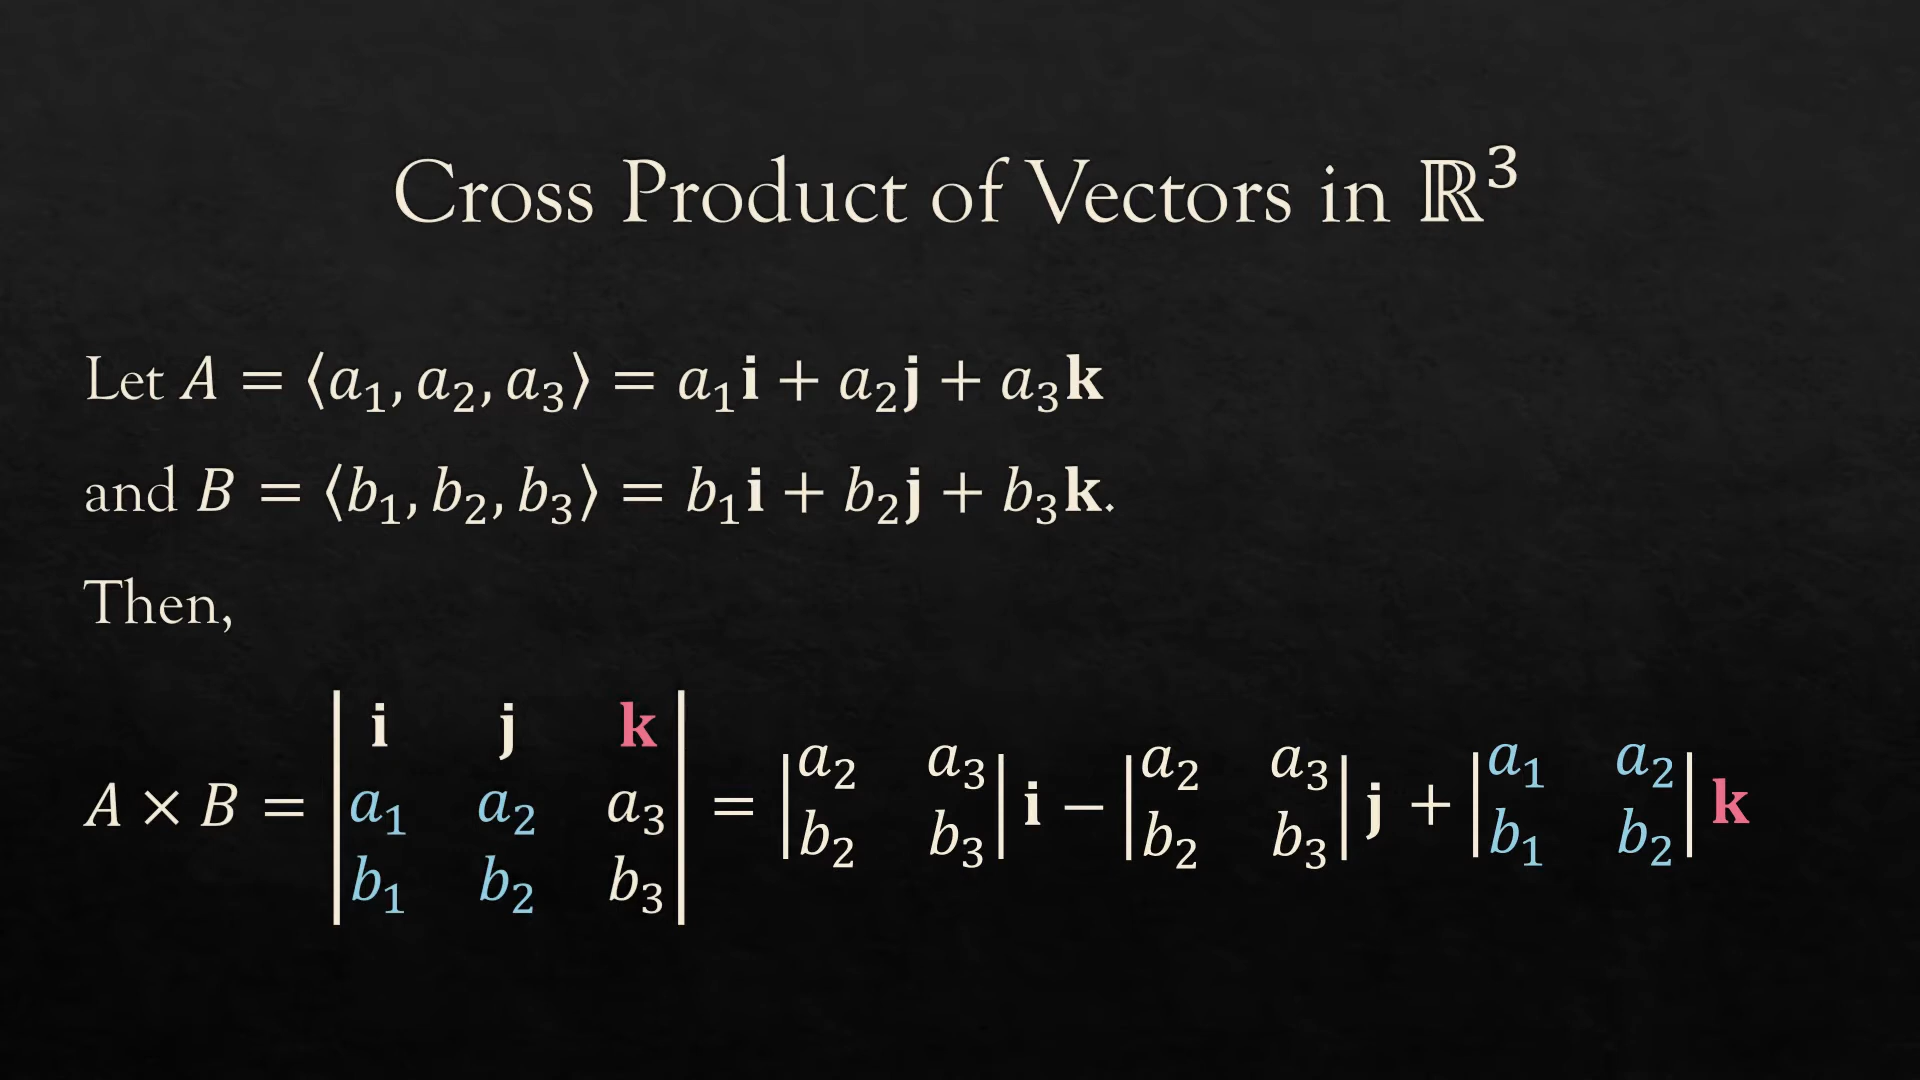 Cross Product of Vectors in ℝ³
Let A = ⟨a₁, a₂, a₃⟩ = a₁𝐢 + a₂𝐣 + a₃𝐤
and B = ⟨b₁, b₂, b₃⟩ = b₁𝐢 + b₂𝐣 + b₃𝐤.
Then,
A × B = |𝐢 𝐣 𝐤; a₁ a₂ a₃; b₁ b₂ b₃| = |a₂ a₃; b₂ b₃| 𝐢 − |a₂ a₃; b₂ b₃| 𝐣 + |a₁ a₂; b₁ b₂| 𝐤